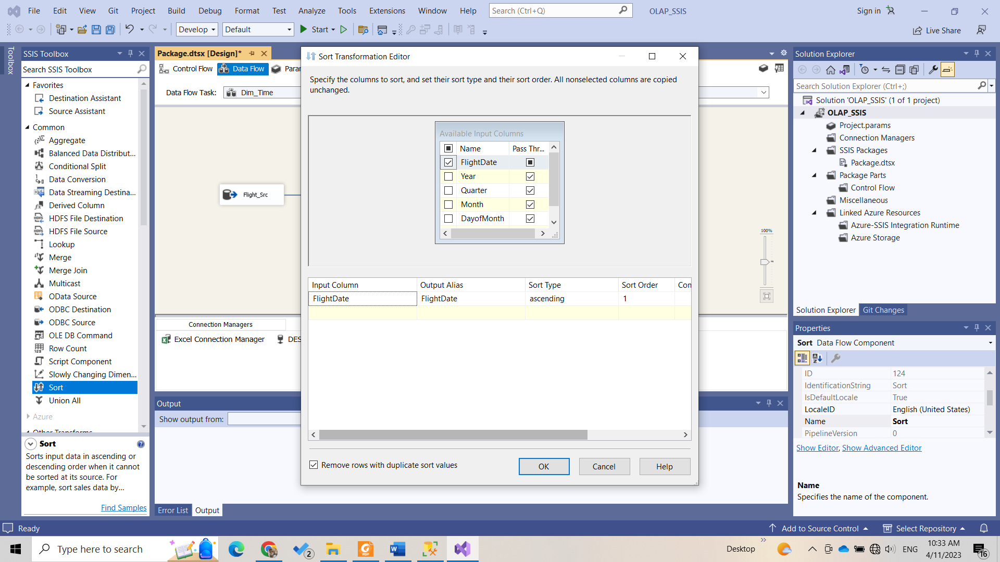 File Edit View Git Project Build Debug Format Test Analyze Tools Extensions Window Help Search (Ctrl+Q) OLAP_SSIS Sign in
Develop Default Start Live Share
Toolbox
SSIS Toolbox
Search SSIS Toolbox
Favorites
Destination Assistant
Source Assistant
Common
Aggregate
Balanced Data Distribut...
Conditional Split
Data Conversion
Data Streaming Destina...
Derived Column
HDFS File Destination
HDFS File Source
Lookup
Merge
Merge Join
Multicast
OData Source
ODBC Destination
ODBC Source
OLE DB Command
Row Count
Script Component
Slowly Changing Dimen...
Sort
Union All
Azure
Other Transforms
Sort
Sorts input data in ascending or
descending order when it cannot
be sorted at its source. For
example, sort sales data by...
Find Samples
Package.dtsx [Design]*
Control Flow Data Flow Paran
Data Flow Task: Dim_Time
Flight_Src
100%
Connection Managers
Excel Connection Manager DES
Output
Show output from:
Error List Output
Sort Transformation Editor
Specify the columns to sort, and set their sort type and their sort order. All nonselected columns are copied
unchanged.
Available Input Columns
Name Pass Thr...
FlightDate
Year
Quarter
Month
DayofMonth
Input Column Output Alias Sort Type Sort Order Con
FlightDate FlightDate ascending 1
Remove rows with duplicate sort values OK Cancel Help
Solution Explorer
Search Solution Explorer (Ctrl+;)
Solution 'OLAP_SSIS' (1 of 1 project)
OLAP_SSIS
Project.params
Connection Managers
SSIS Packages
Package.dtsx
Package Parts
Control Flow
Miscellaneous
Linked Azure Resources
Azure-SSIS Integration Runtime
Azure Storage
Solution Explorer Git Changes
Properties
Sort Data Flow Component
ID 124
IdentificationString Sort
IsDefaultLocale True
LocaleID English (United States)
Name Sort
PipelineVersion 0
Show Editor, Show Advanced Editor
Name
Specifies the name of the component.
Ready Add to Source Control Select Repository
Type here to search 2 Desktop ENG 10:33 AM
4/11/2023 16